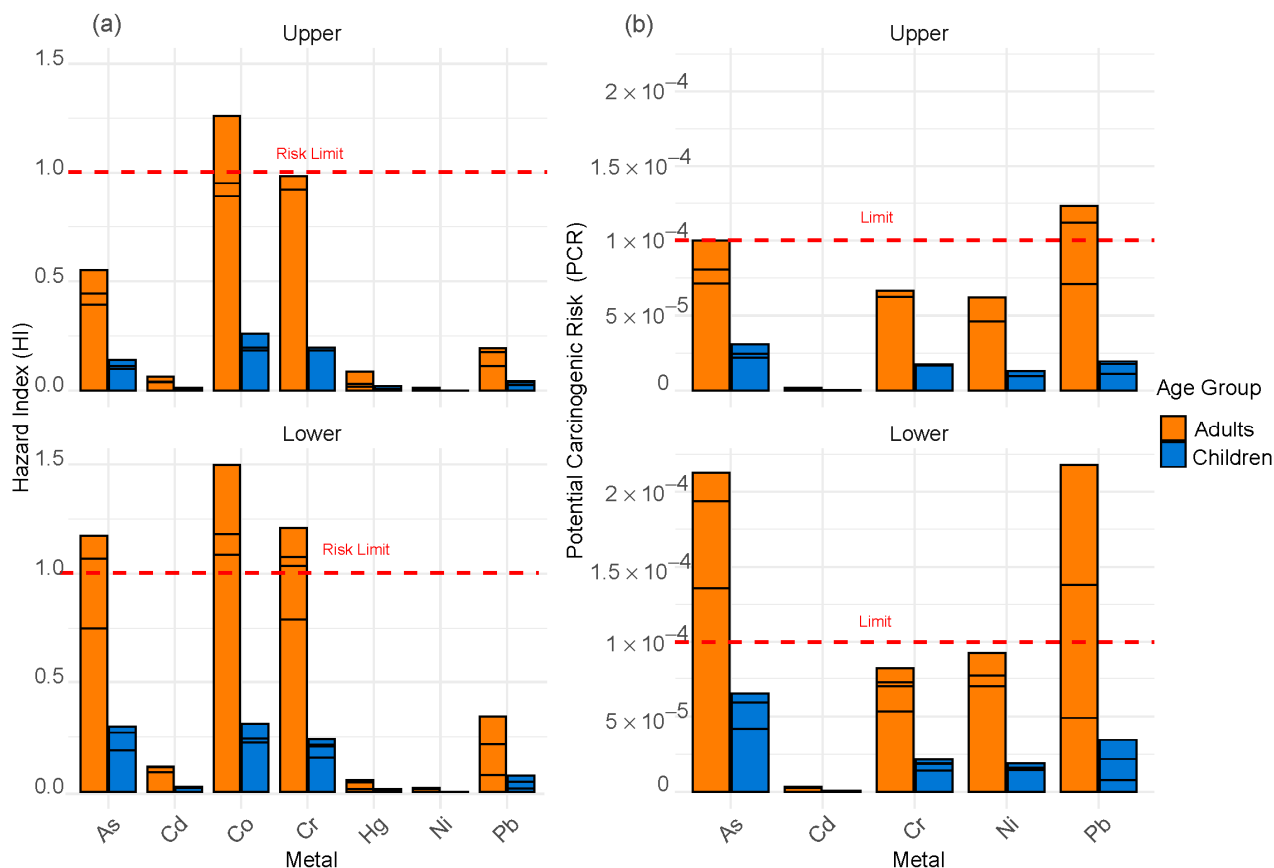 (a)
Upper
Hazard Index (HI)
1.5
1.0
0.5
0.0
Risk Limit
Lower
1.5
1.0
0.5
0.0
Risk Limit
As Cd Co Cr Hg Ni Pb
Metal
(b)
Upper
Potential Carcinogenic Risk (PCR)
2 × 10⁻⁴
1.5 × 10⁻⁴
1 × 10⁻⁴
5 × 10⁻⁵
0
Limit
Lower
2 × 10⁻⁴
1.5 × 10⁻⁴
1 × 10⁻⁴
5 × 10⁻⁵
0
Limit
As Cd Cr Ni Pb
Metal
Age Group
Adults
Children